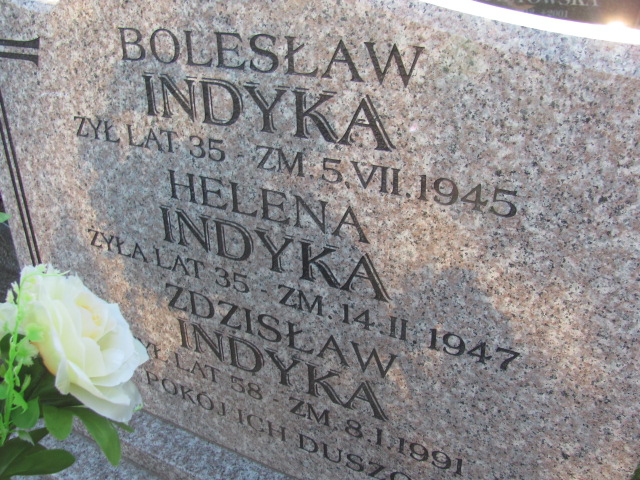 BOLESŁAW
INDYKA
ŻYŁ LAT 35 - ZM. 5.VII.1945
HELENA
INDYKA
ŻYŁA LAT 35 - ZM. 14.II.1947
ZDZISŁAW
INDYKA
LAT 58 - ZM. 8.I.1991
POKÓJ ICH